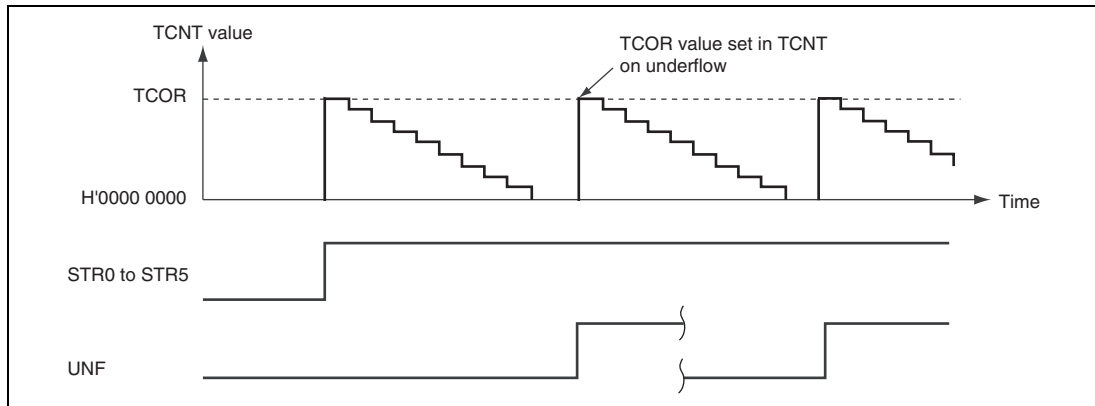 TCNT value
TCOR value set in TCNT
on underflow
TCOR
H'0000 0000
Time
STR0 to STR5
UNF